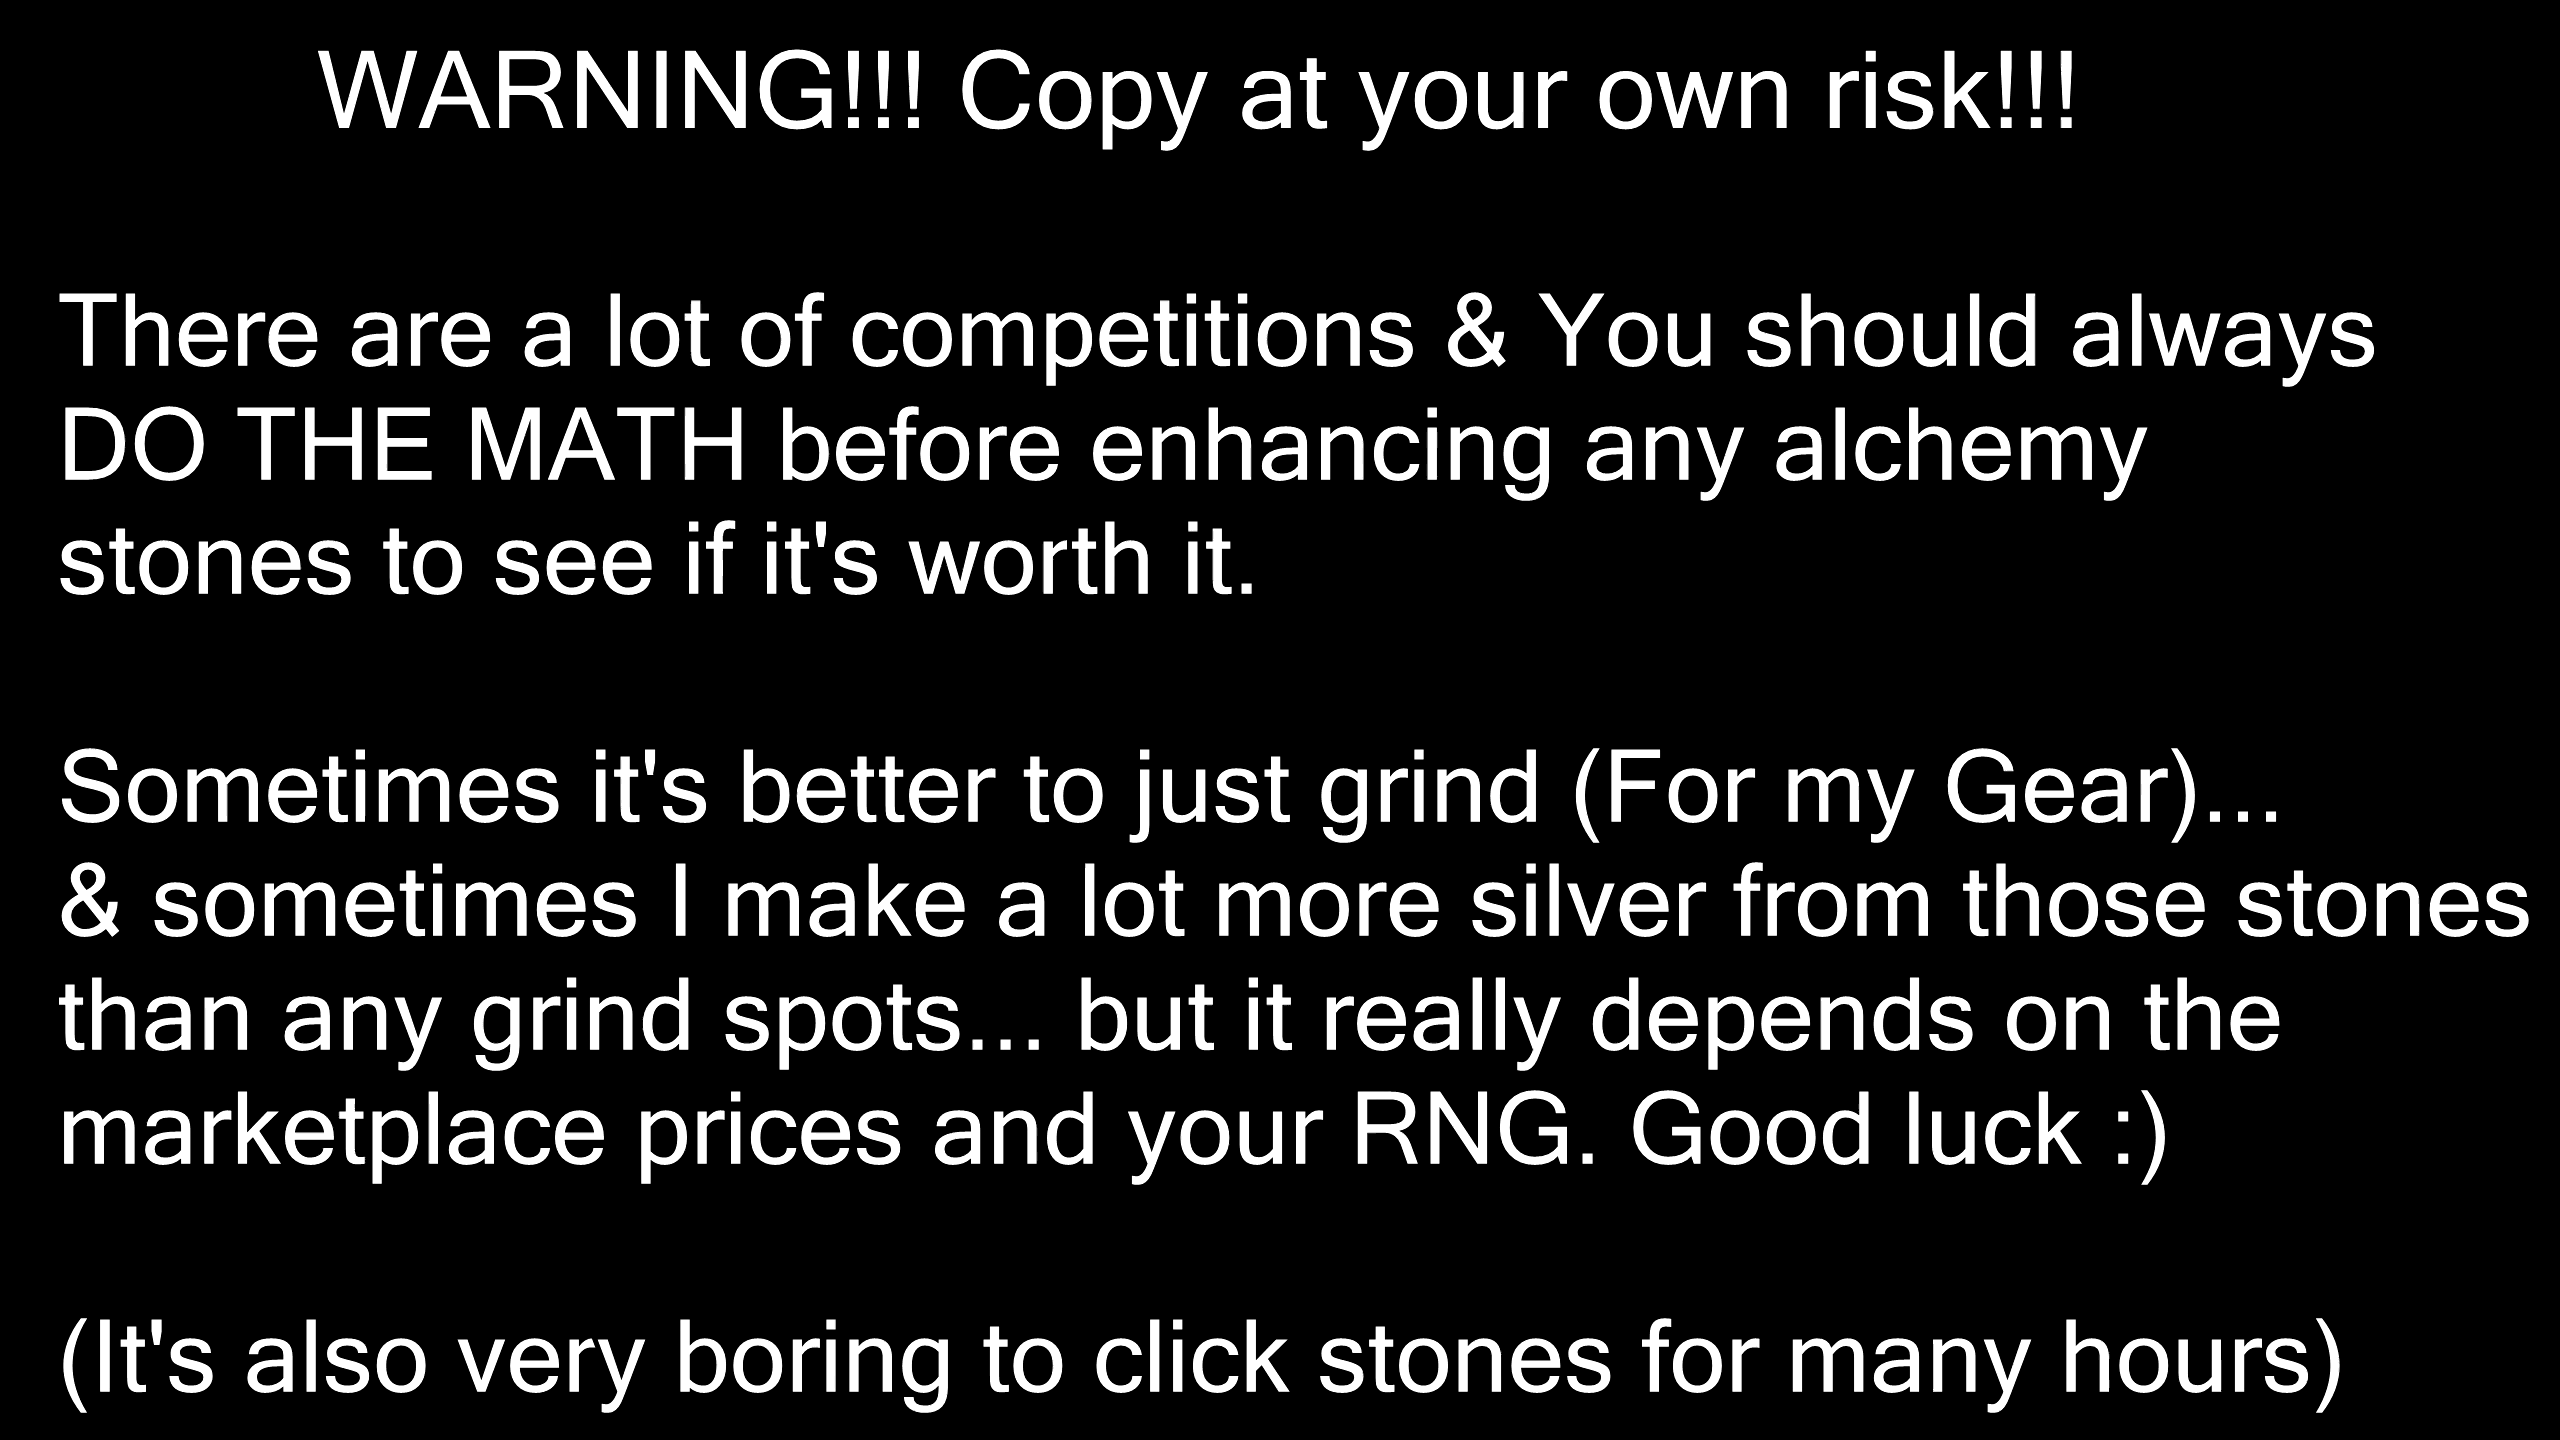 WARNING!!! Copy at your own risk!!!
There are a lot of competitions & You should always
DO THE MATH before enhancing any alchemy
stones to see if it's worth it.
Sometimes it's better to just grind (For my Gear)...
& sometimes I make a lot more silver from those stones
than any grind spots... but it really depends on the
marketplace prices and your RNG. Good luck :)
(It's also very boring to click stones for many hours)